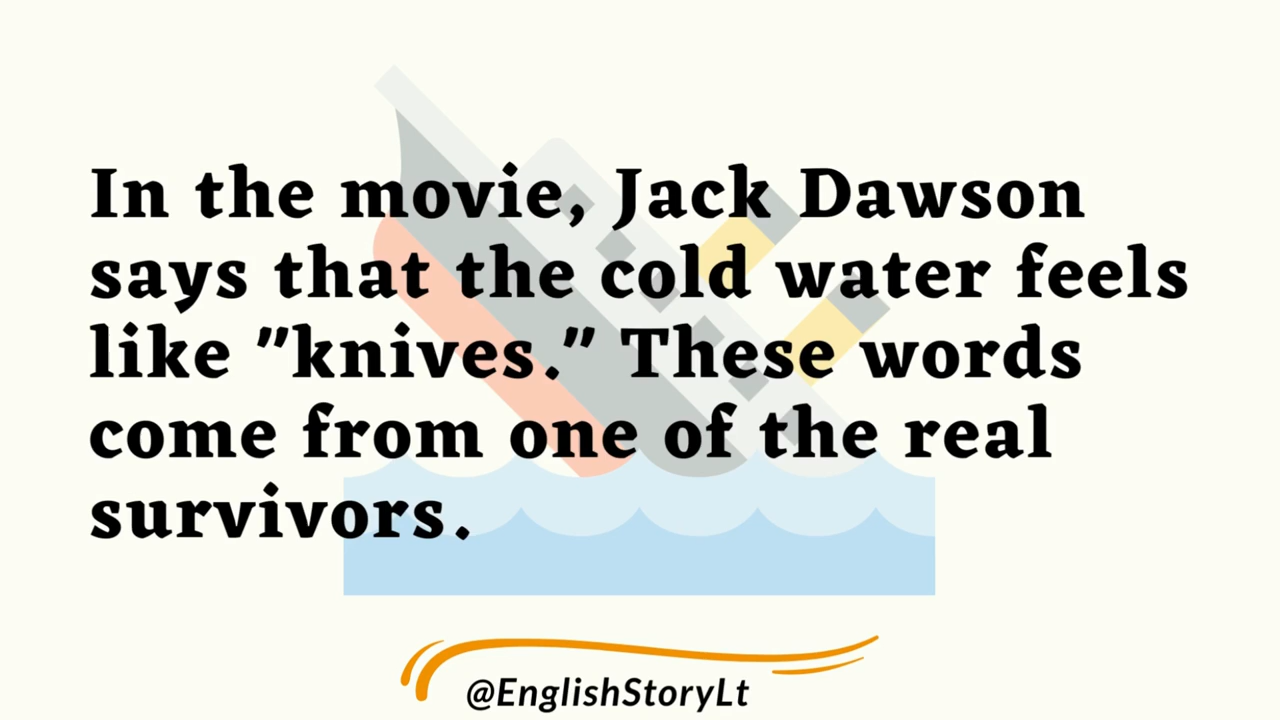 In the movie, Jack Dawson
says that the cold water feels
like "knives." These words
come from one of the real
survivors.
@EnglishStoryLt